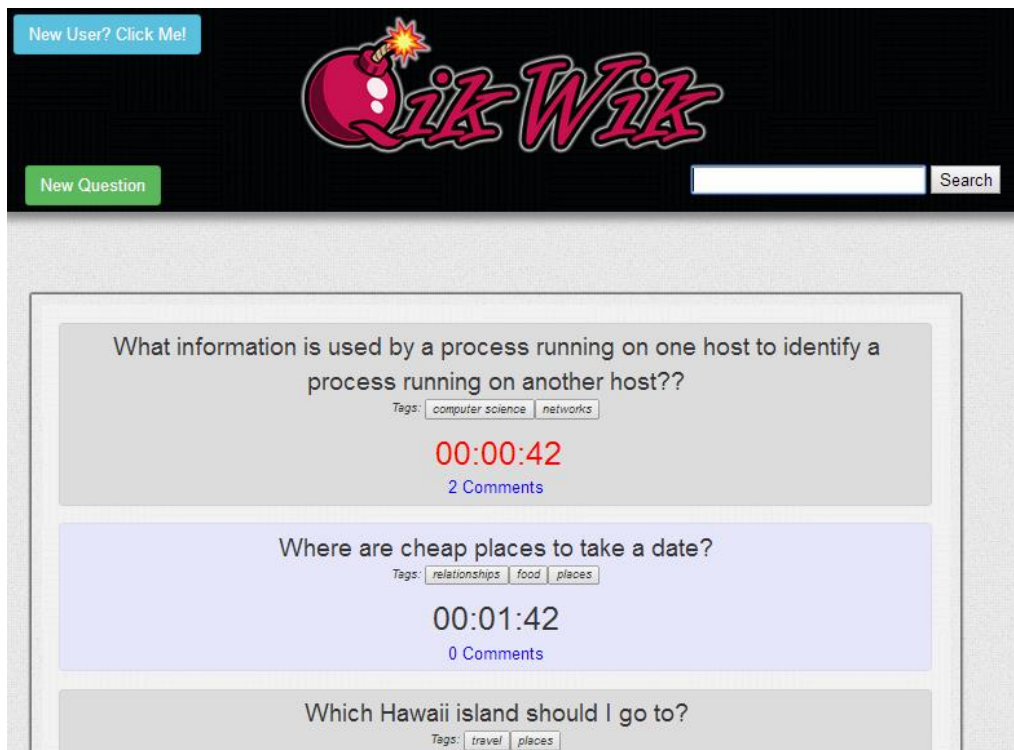 New User? Click Me!
QikWik
New Question
Search
What information is used by a process running on one host to identify a
process running on another host??
Tags: computer science networks
00:00:42
2 Comments
Where are cheap places to take a date?
Tags: relationships food places
00:01:42
0 Comments
Which Hawaii island should I go to?
Tags: travel places